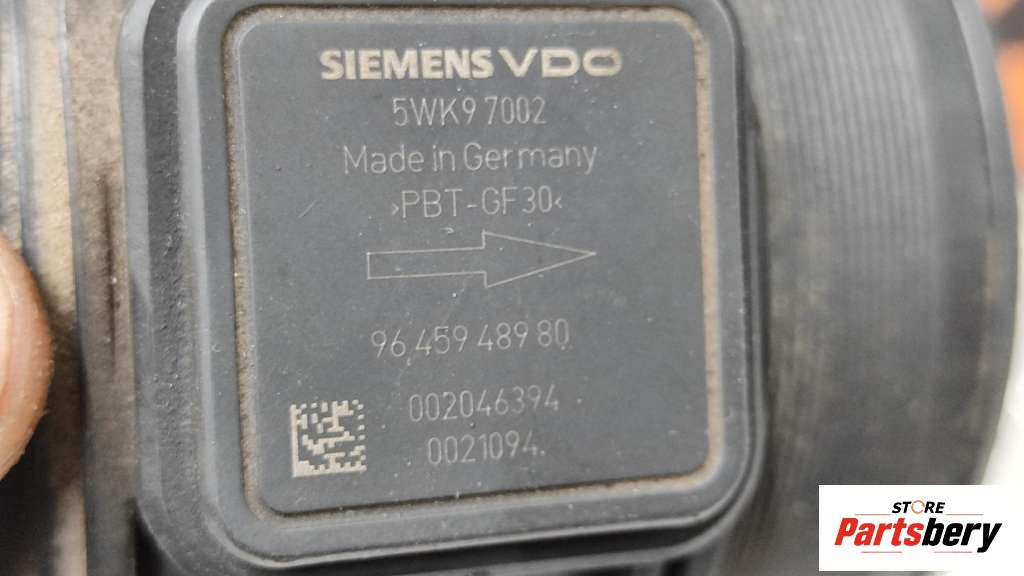 SIEMENS VDO
5WK9 7002
Made in Germany
>PBT-GF30<
96 459 489 80
002046394
0021094
STORE
Partsbery